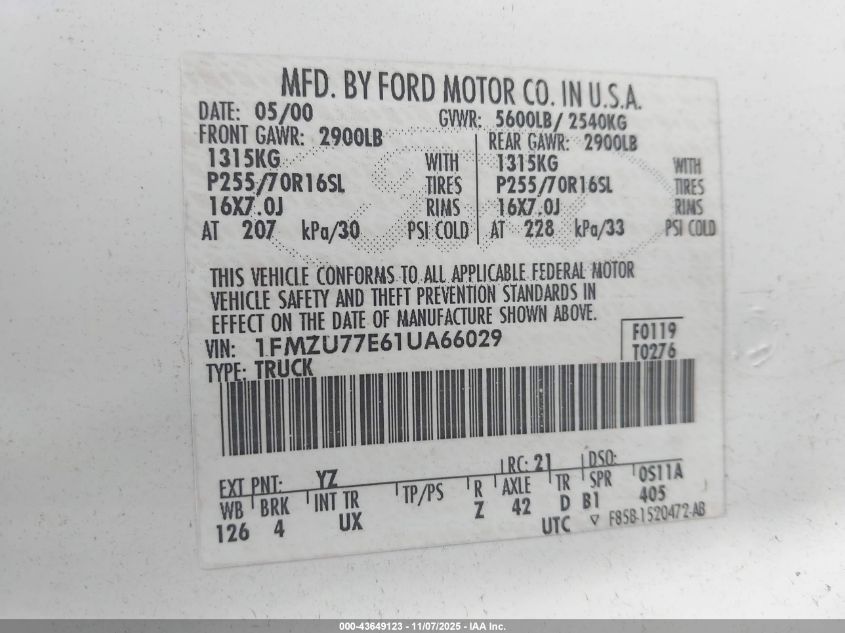 MFD. BY FORD MOTOR CO. IN U.S.A.
DATE: 05/00 GVWR: 5600LB/ 2540KG
FRONT GAWR: 2900LB REAR GAWR: 2900LB
1315KG WITH 1315KG WITH
P255/70R16SL TIRES P255/70R16SL TIRES
16X7.0J RIMS 16X7.0J RIMS
AT 207 kPa/30 PSI COLD AT 228 kPa/33 PSI COLD
THIS VEHICLE CONFORMS TO ALL APPLICABLE FEDERAL MOTOR
VEHICLE SAFETY AND THEFT PREVENTION STANDARDS IN
EFFECT ON THE DATE OF MANUFACTURE SHOWN ABOVE.
VIN: 1FMZU77E61UA66029 F0119
TYPE: TRUCK T0276
EXT PNT: YZ RC: 21 DSO:
WB BRK INT TR TP/PS R AXLE TR SPR 0S11A
126 4 UX Z 42 D B1 405
UTC ▽ F85B-1520472-AB
000-43649123 - 11/07/2025 - IAA Inc.